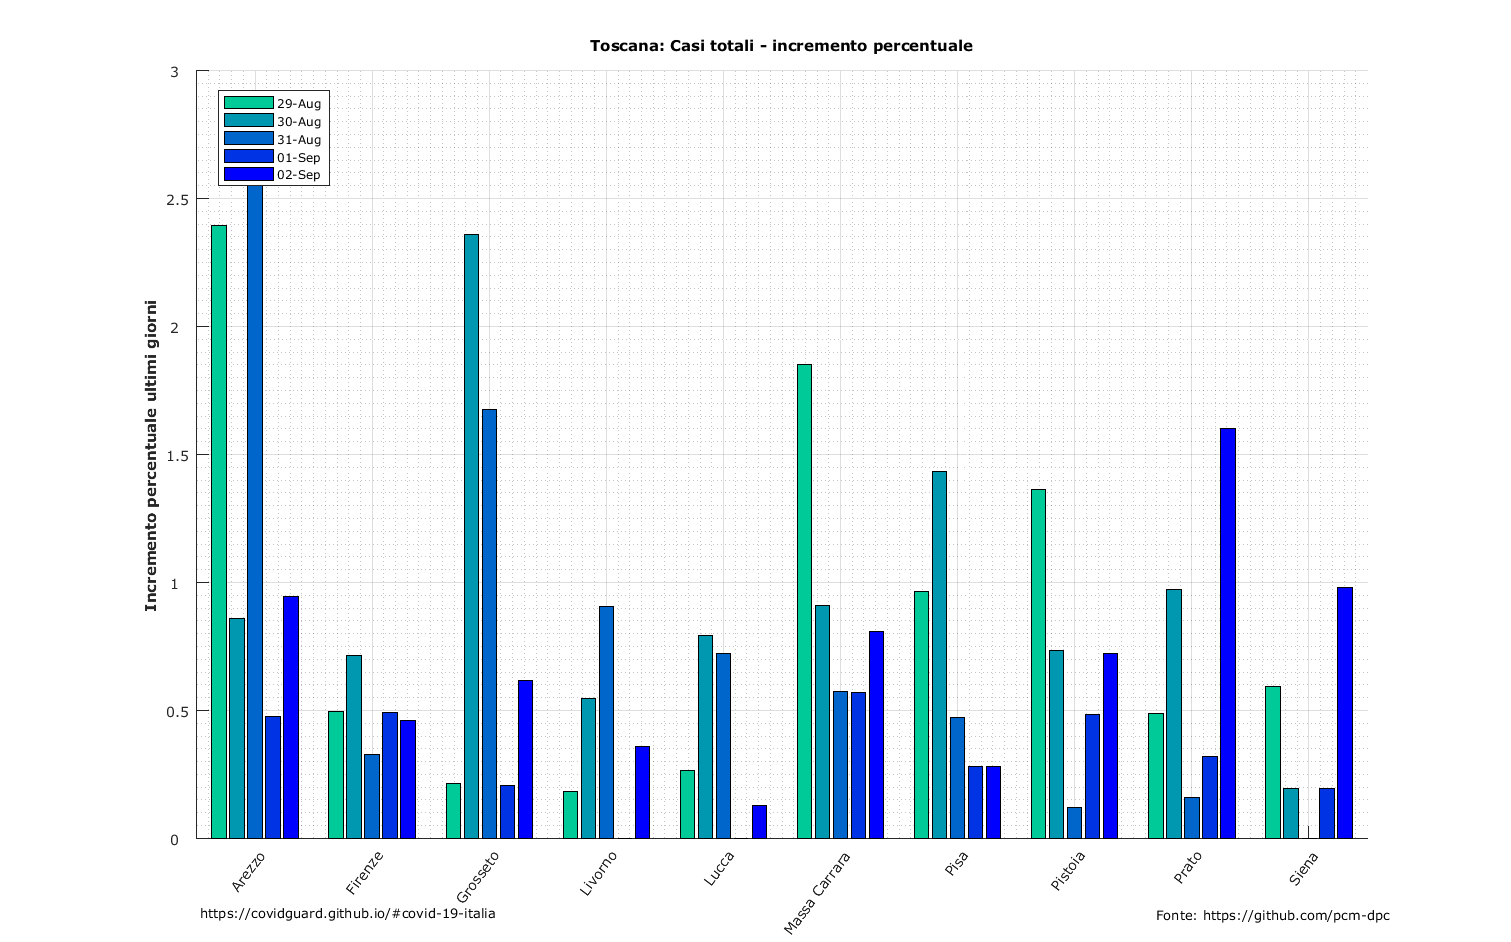 Toscana: Casi totali - incremento percentuale
Incremento percentuale ultimi giorni
3
2.5
2
1.5
1
0.5
0
29-Aug
30-Aug
31-Aug
01-Sep
02-Sep
Arezzo
Firenze
Grosseto
Livorno
Lucca
Massa Carrara
Pisa
Pistoia
Prato
Siena
https://covidguard.github.io/#covid-19-italia
Fonte: https://github.com/pcm-dpc